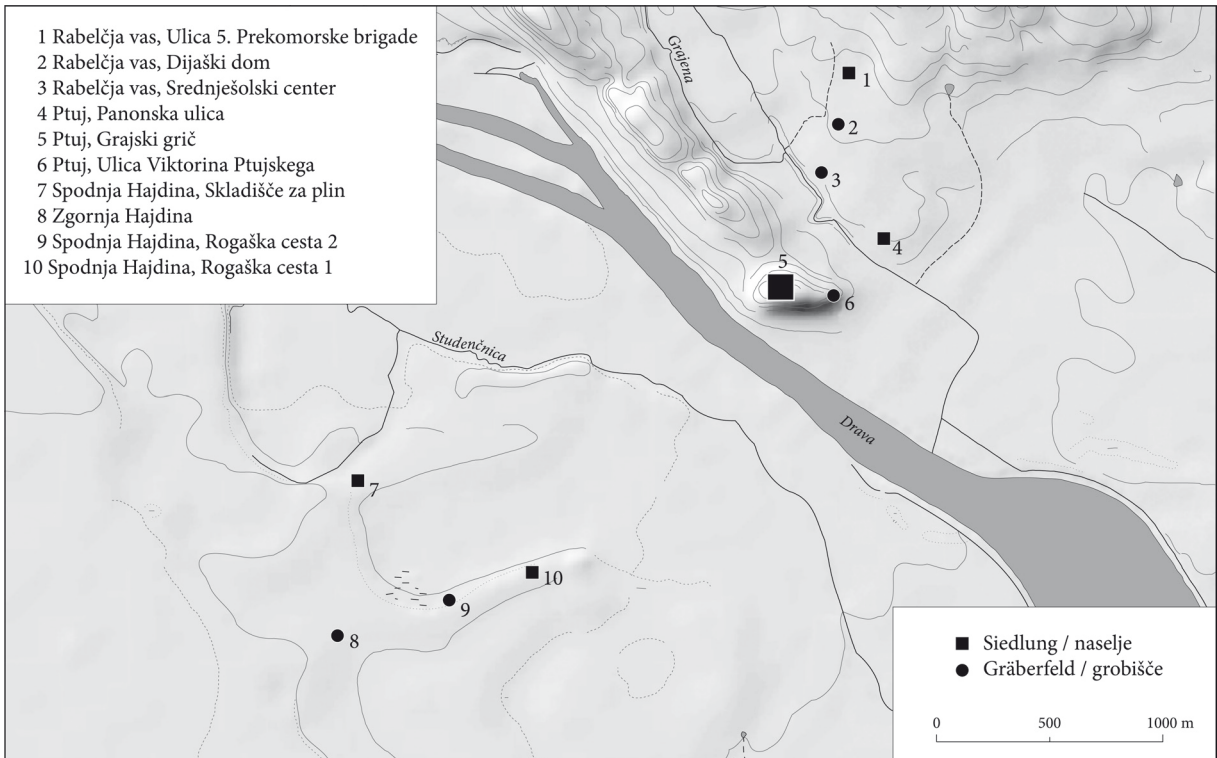 1 Rabelčja vas, Ulica 5. Prekomorske brigade
2 Rabelčja vas, Dijaški dom
3 Rabelčja vas, Srednješolski center
4 Ptuj, Panonska ulica
5 Ptuj, Grajski grič
6 Ptuj, Ulica Viktorina Ptujskega
7 Spodnja Hajdina, Skladišče za plin
8 Zgornja Hajdina
9 Spodnja Hajdina, Rogaška cesta 2
10 Spodnja Hajdina, Rogaška cesta 1
Grajena
1
2
3
4
5
6
Studenčnica
Drava
7
10
9
8
Siedlung / naselje
Gräberfeld / grobišče
0 500 1000 m